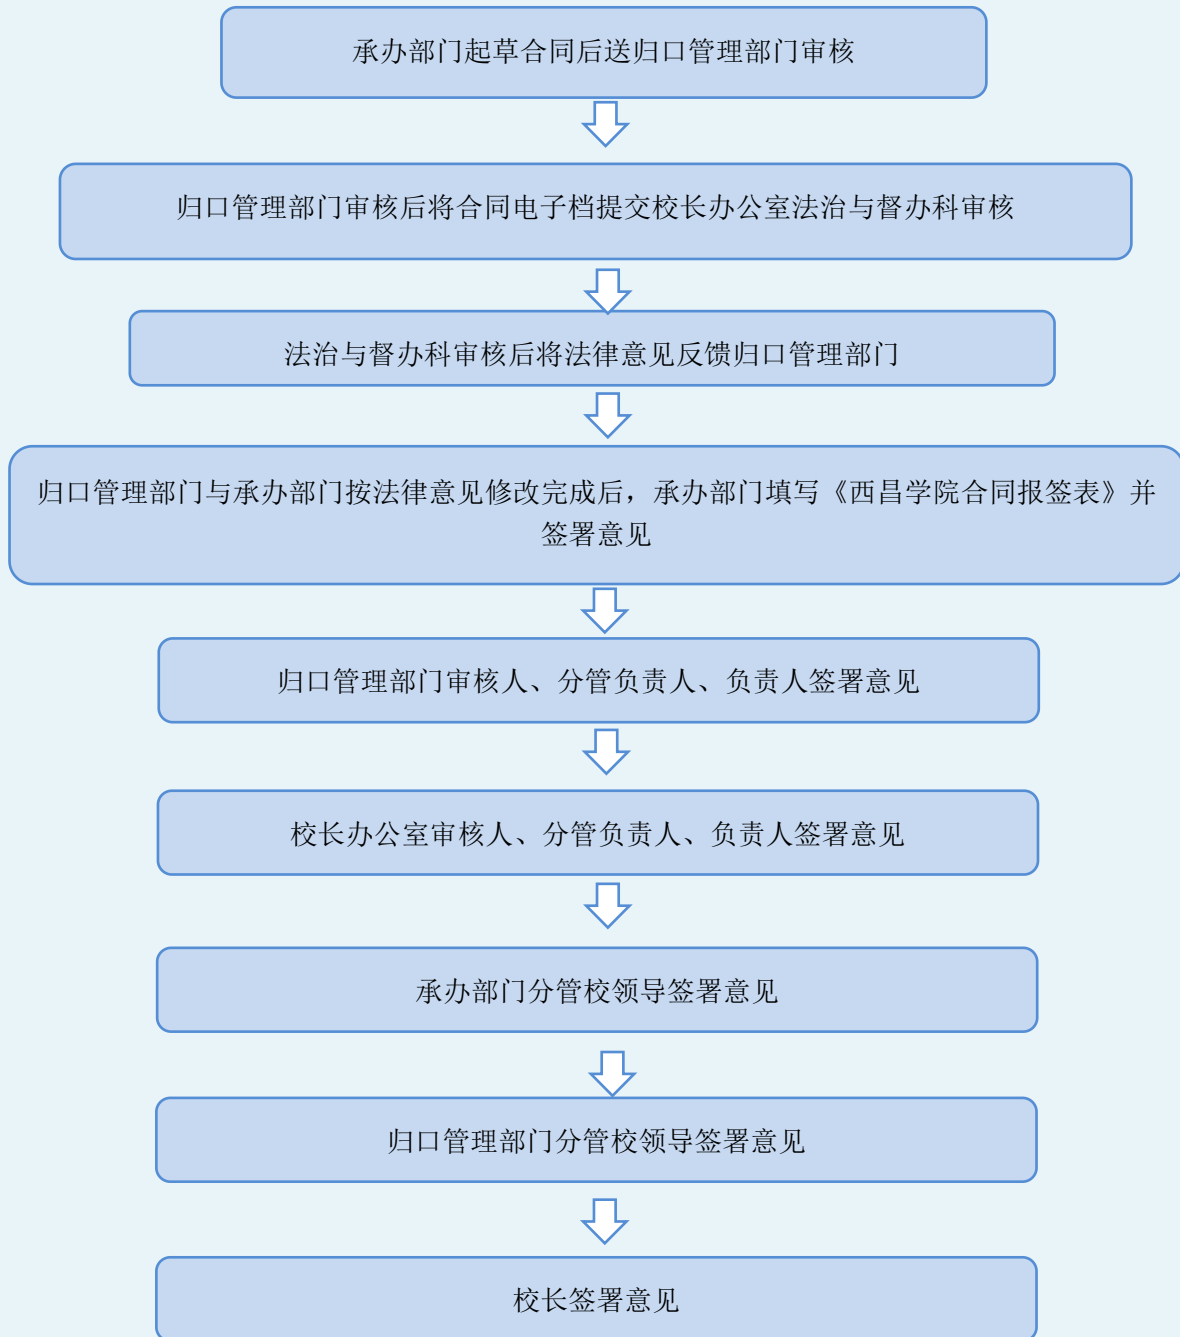 承办部门起草合同后送归口管理部门审核
归口管理部门审核后将合同电子档提交校长办公室法治与督办科审核
法治与督办科审核后将法律意见反馈归口管理部门
归口管理部门与承办部门按法律意见修改完成后，承办部门填写《西昌学院合同报签表》并
签署意见
归口管理部门审核人、分管负责人、负责人签署意见
校长办公室审核人、分管负责人、负责人签署意见
承办部门分管校领导签署意见
归口管理部门分管校领导签署意见
校长签署意见